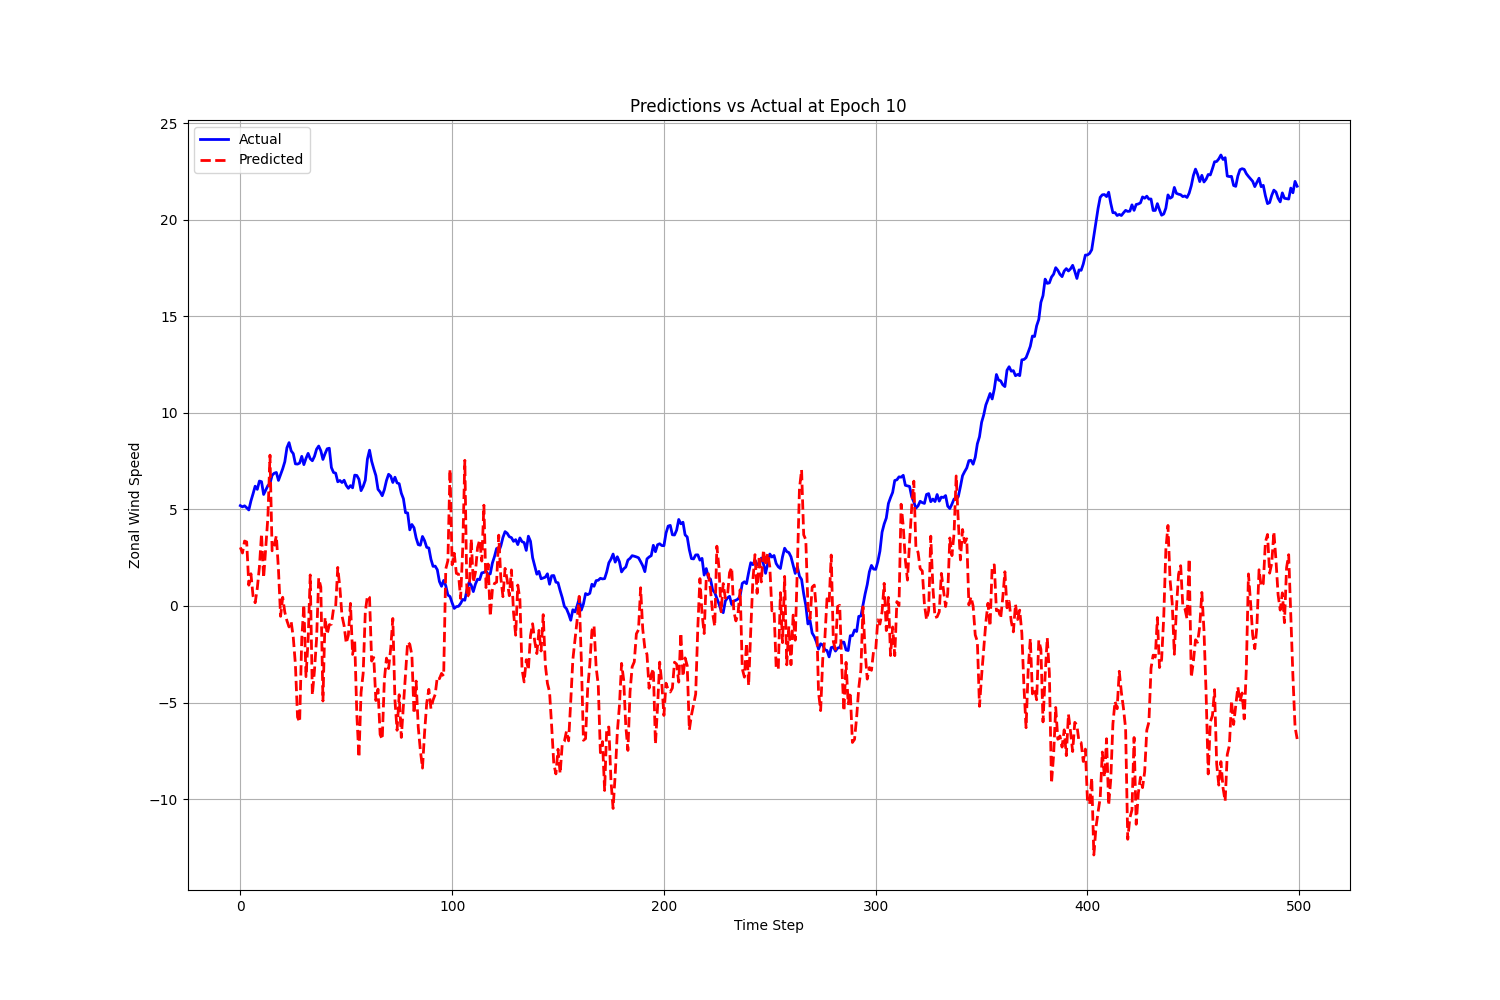 Predictions vs Actual at Epoch 10
Actual
Predicted
Zonal Wind Speed
25
20
15
10
5
0
−5
−10
0 100 200 300 400 500
Time Step